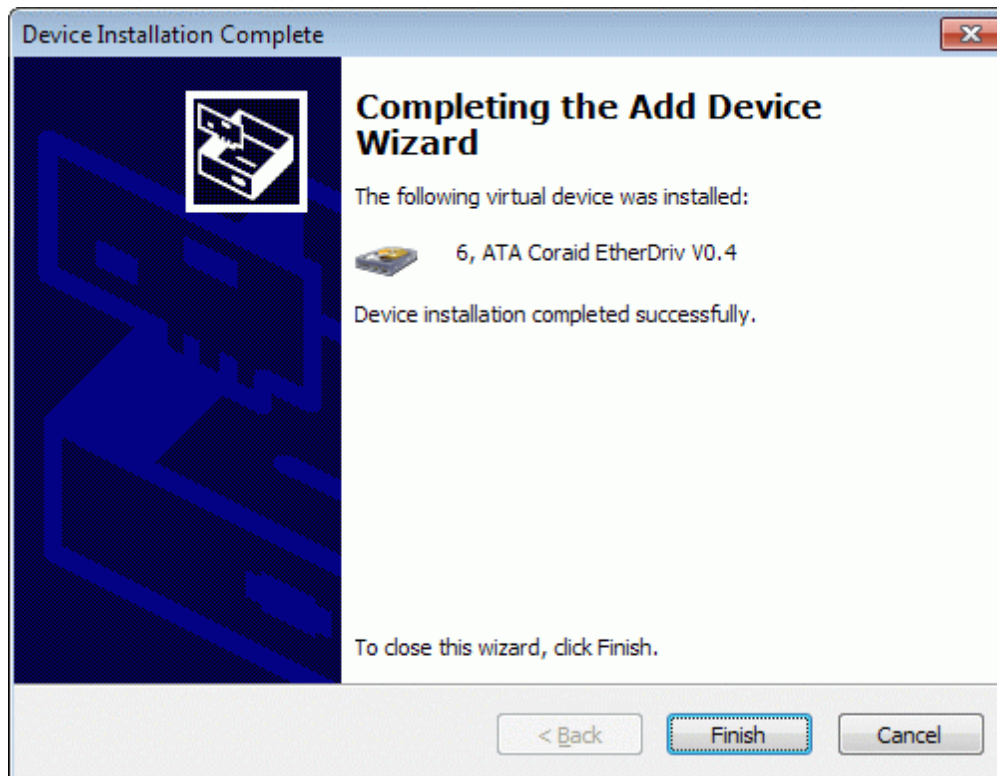 Device Installation Complete
Completing the Add Device
Wizard
The following virtual device was installed:
6, ATA Coraid EtherDriv V0.4
Device installation completed successfully.
To close this wizard, click Finish.
< Back
Finish
Cancel